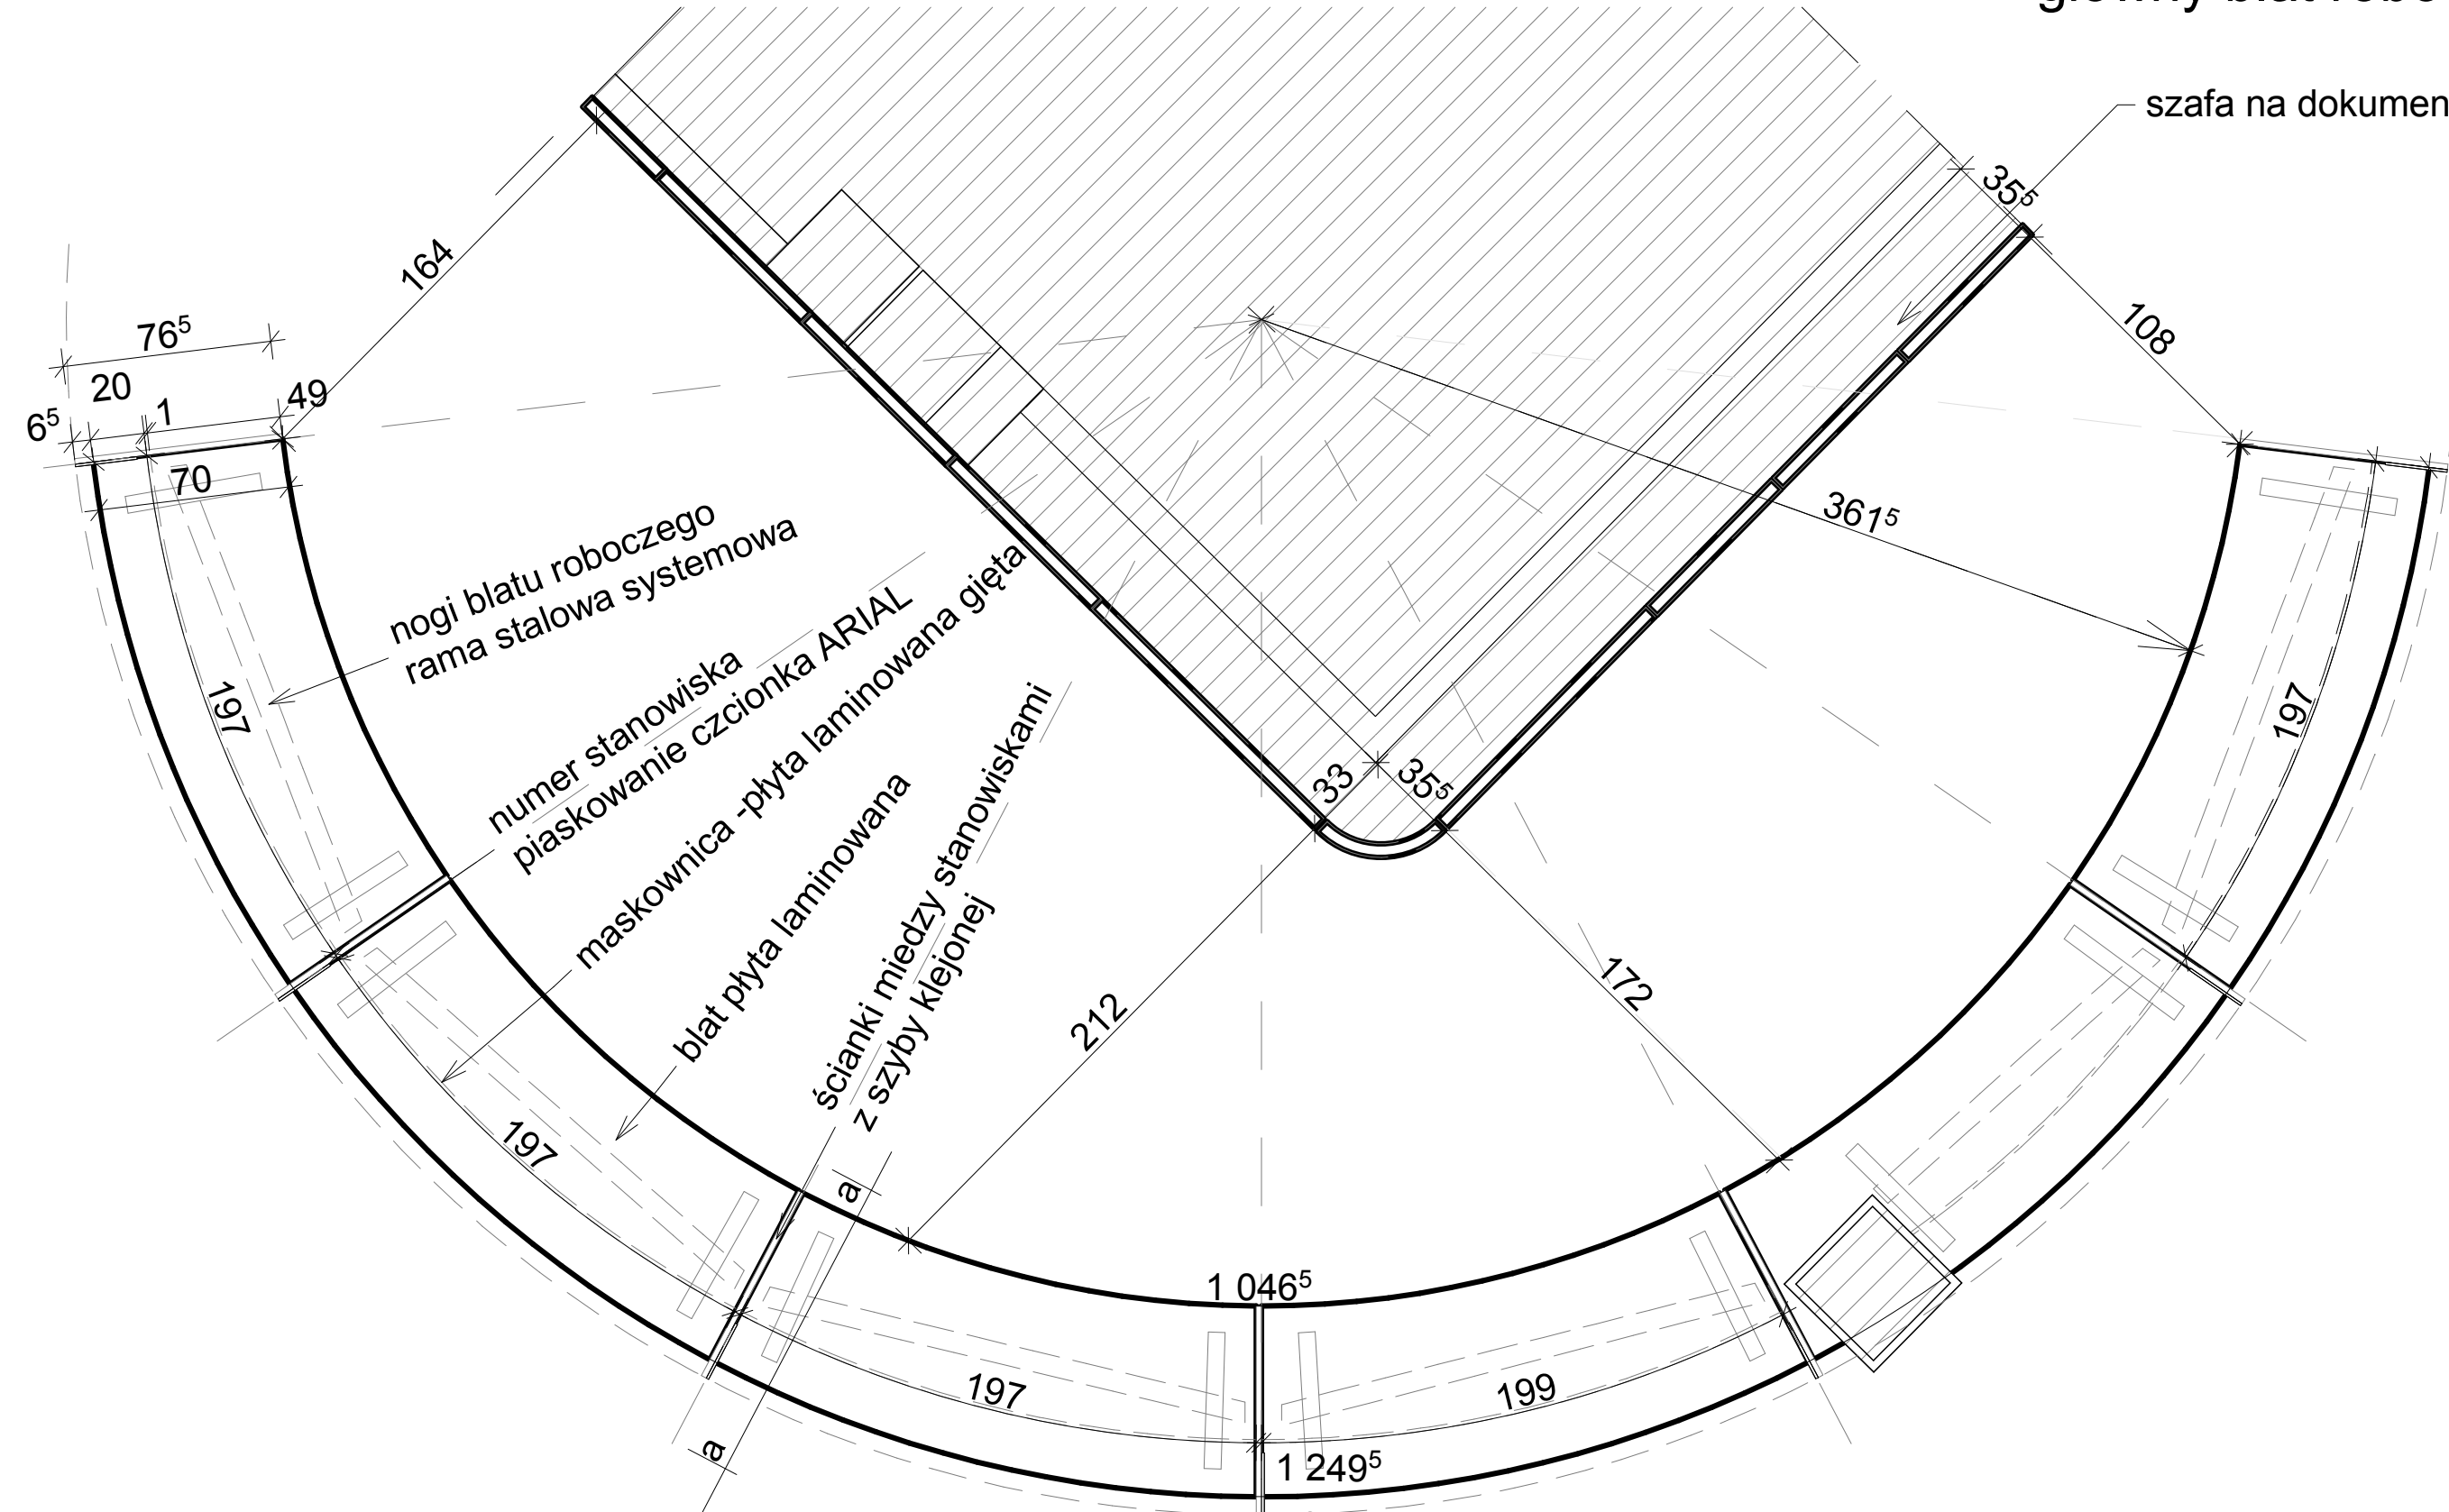 szafa na dokumen
35⁵
164
108
76⁵
20
1
49
6⁵
70
361⁵
nogi blatu roboczego
rama stalowa systemowa
numer stanowiska
piaskowanie czcionka ARIAL
maskownica -płyta laminowana gięta
blat płyta laminowana
ścianki miedzy stanowiskami
z szyby klejonej
197
197
33
35⁵
212
172
197
a
a
1 046⁵
197
199
1 249⁵